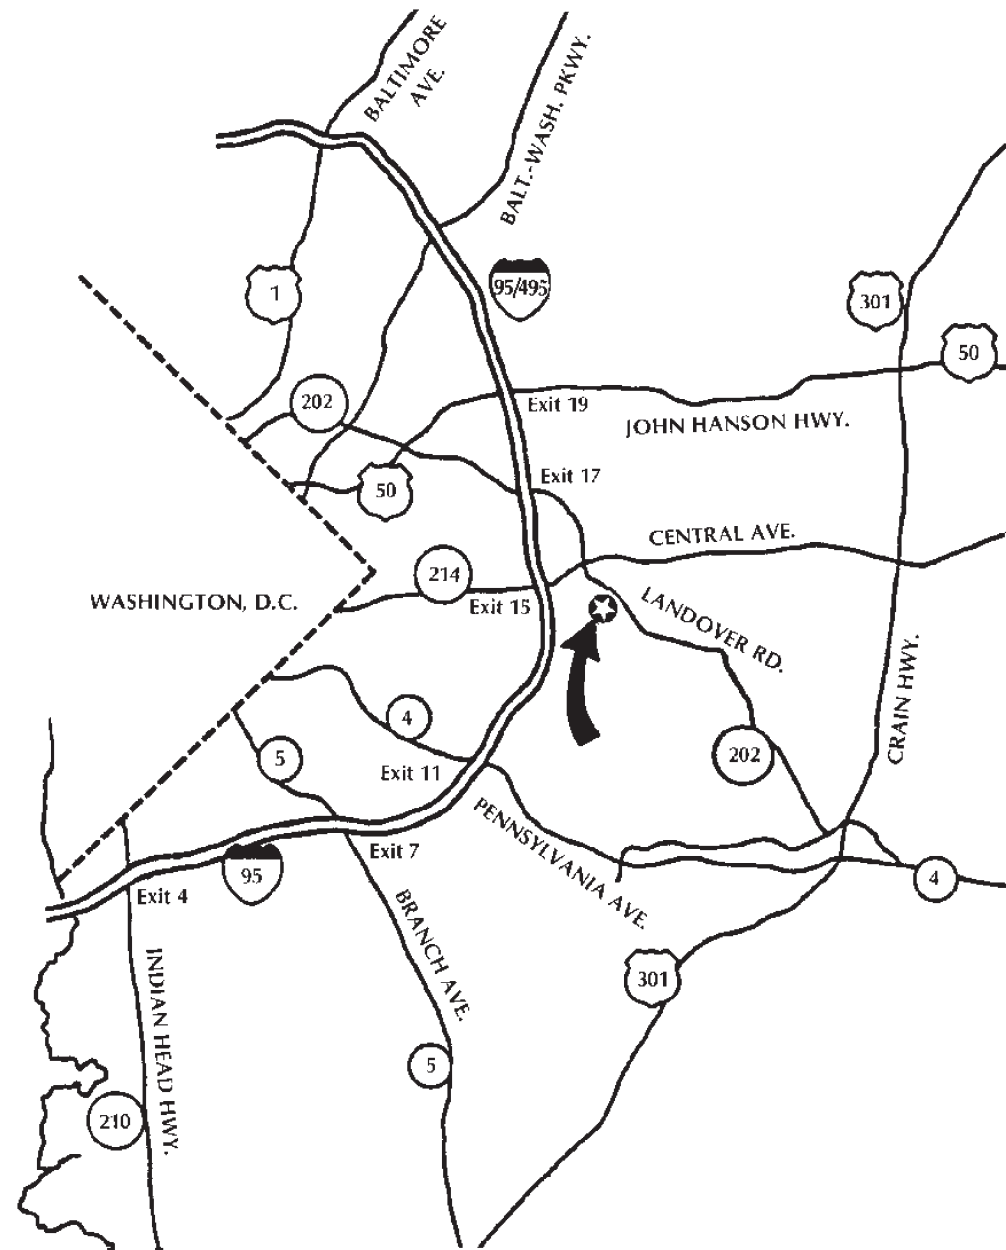 BALTIMORE
AVE.
BALT.-WASH. PKWY.
1
95/495
301
50
202
Exit 19
JOHN HANSON HWY.
Exit 17
50
CENTRAL AVE.
214
WASHINGTON, D.C.
Exit 15
LANDOVER RD.
CRAIN HWY.
4
5
202
Exit 11
PENNSYLVANIA AVE.
Exit 7
95
4
Exit 4
BRANCH AVE.
INDIAN HEAD HWY.
301
5
210